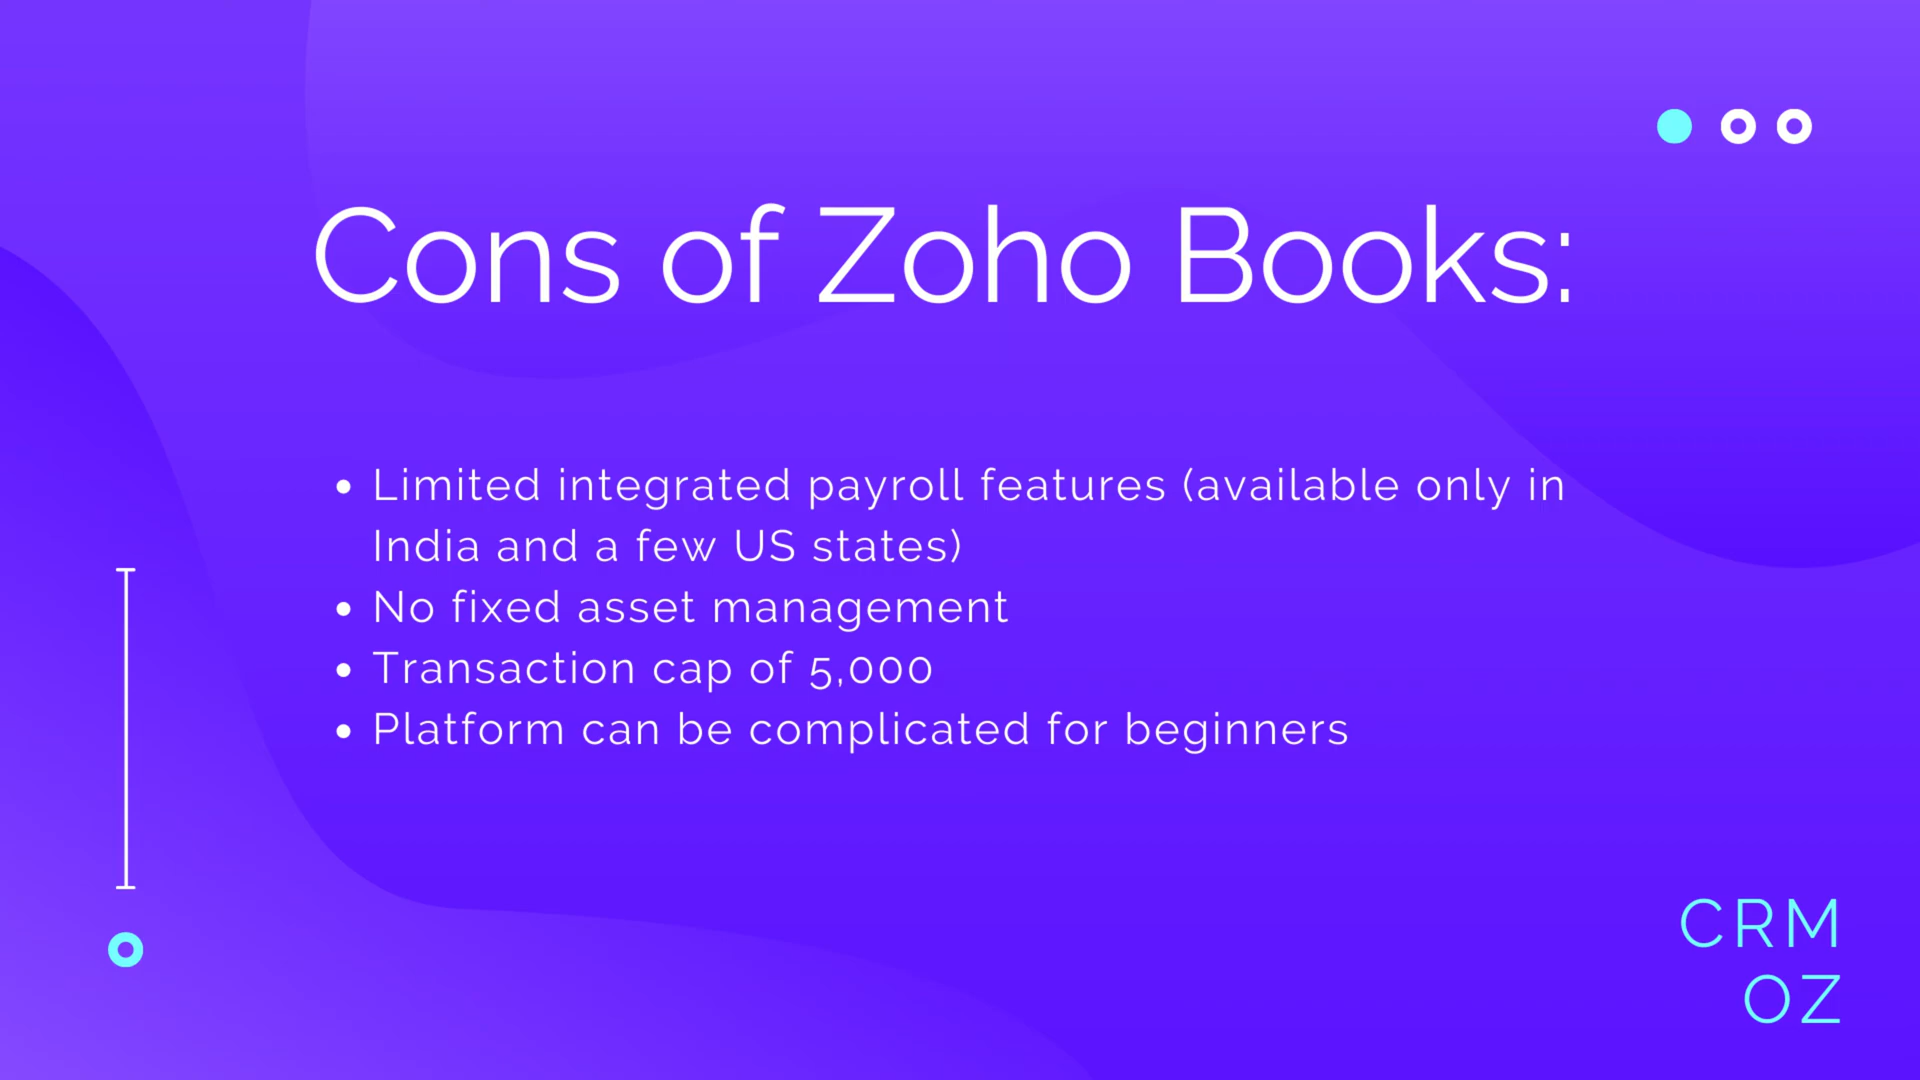 Cons of Zoho Books:
• Limited integrated payroll features (available only in
India and a few US states)
• No fixed asset management
• Transaction cap of 5,000
• Platform can be complicated for beginners
CRM
OZ